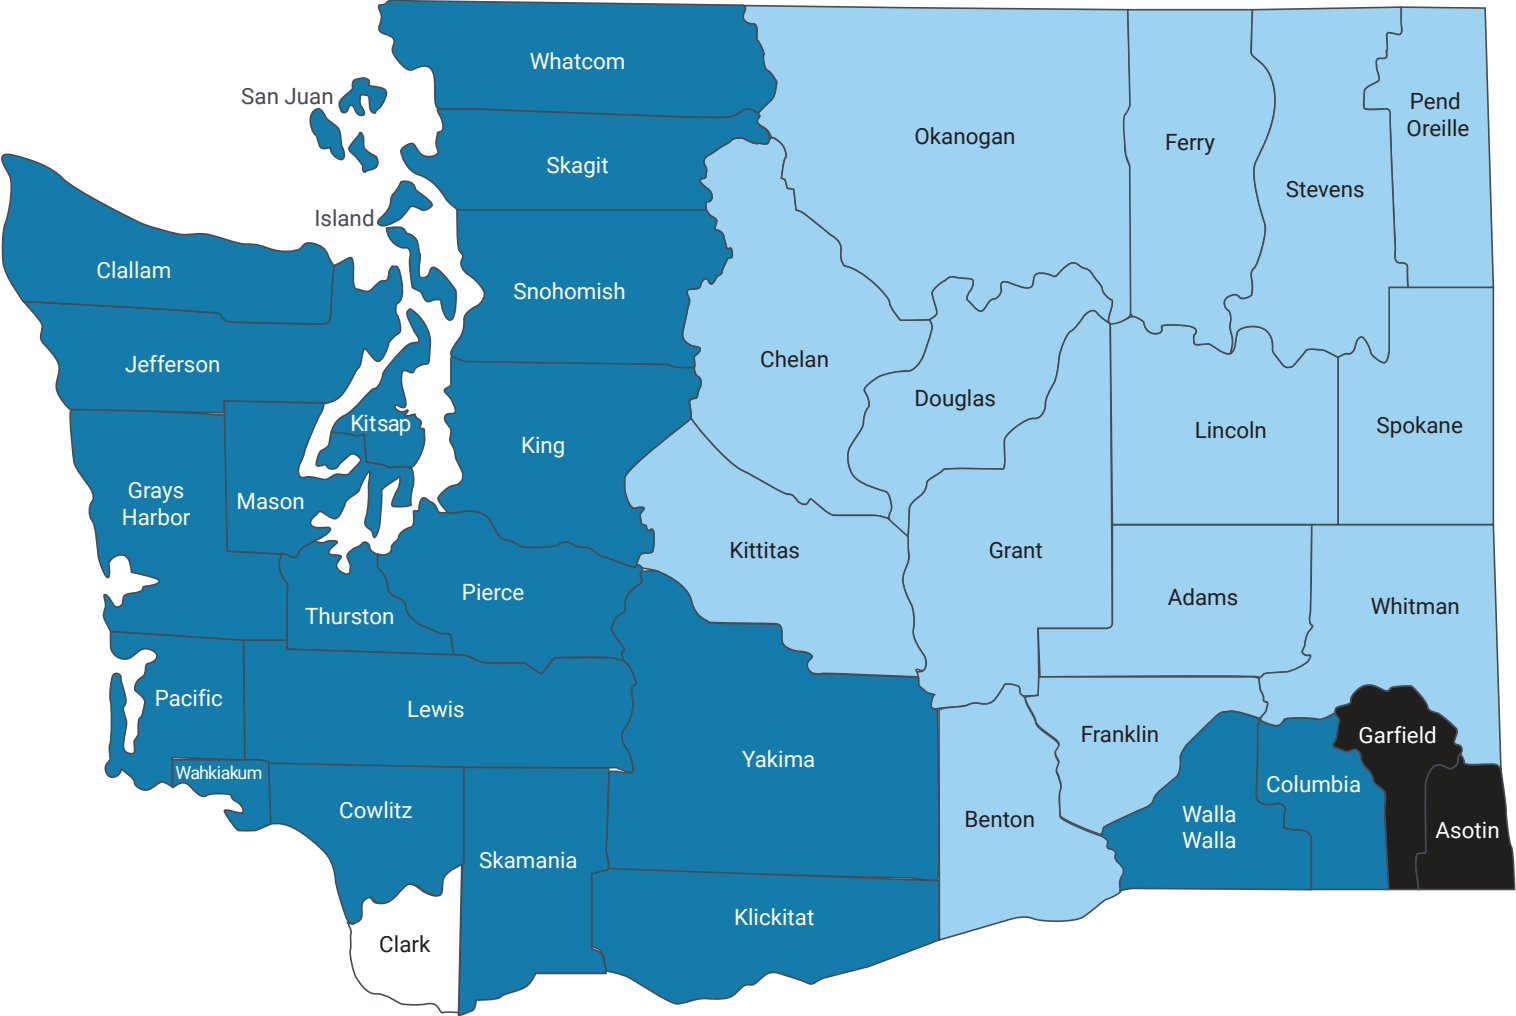 Whatcom
San Juan
Pend
Oreille
Okanogan
Ferry
Skagit
Stevens
Island
Clallam
Snohomish
Chelan
Jefferson
Douglas
Kitsap
Spokane
Lincoln
King
Grays
Harbor
Mason
Kittitas
Grant
Pierce
Adams
Whitman
Thurston
Pacific
Lewis
Franklin
Garfield
Yakima
Wahkiakum
Columbia
Cowlitz
Walla
Walla
Benton
Asotin
Skamania
Klickitat
Clark